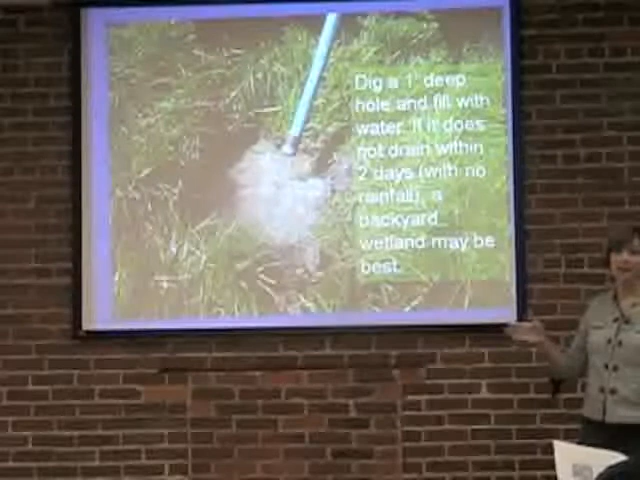 Dig a 1' deep
hole and fill with
water. If it does
not drain within
2 days (with no
rainfall), a
backyard
wetland may be
best.